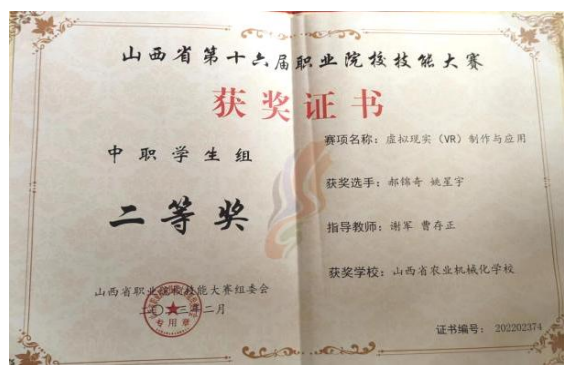 山西省第十六届职业院校技能大赛
获奖证书
中职学生组
二等奖
山西省职业院校技能大赛组委会
二〇二三年二月
专用章
赛项名称：虚拟现实（VR）制作与应用
获奖选手：郝锦奇 姚星宇
指导教师：谢军 曹存正
获奖学校：山西省农业机械化学校
证书编号：202202374